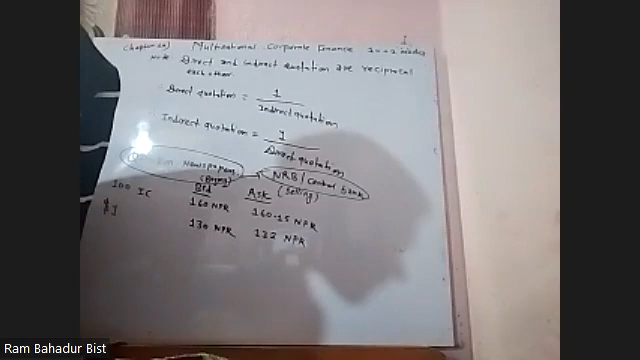 Multinational Corporate Finance
Note Direct and indirect quotation are reciprocal
each other.
Direct quotation = 1
Indirect quotation
Indirect quotation = 1
Direct quotation
Newspaper NRB/Central bank
(Buying) (Selling)
Bid Ask
100 IC 160 NPR 160.15 NPR
$1 130 NPR 132 NPR
Ram Bahadur Bist